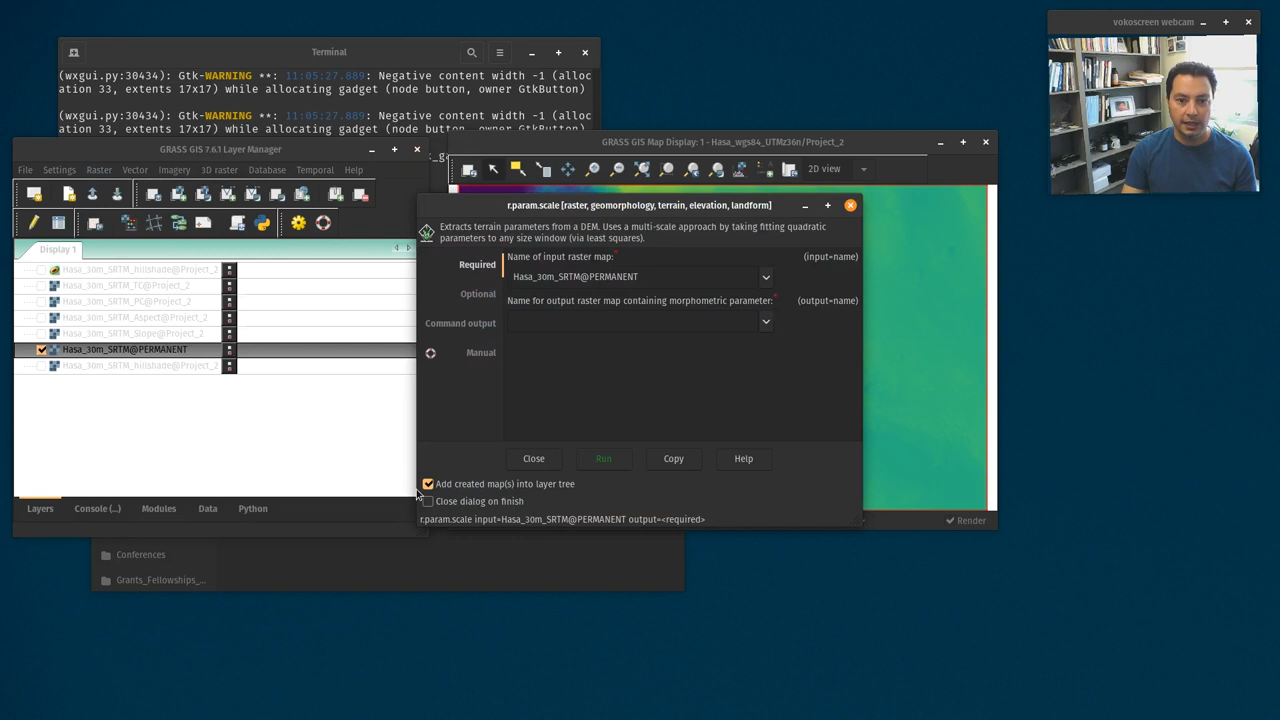 vokoscreen webcam
Terminal
(wxgui.py:30434): Gtk-WARNING **: 11:05:27.889: Negative content width -1 (alloc
ation 33, extents 17x17) while allocating gadget (node button, owner GtkButton)
(wxgui.py:30434): Gtk-WARNING **: 11:05:27.889: Negative content width -1 (alloc
ation 33, extents 17x17) while allocating gadget (node button, owner GtkButton)
GRASS GIS 7.6.1 Layer Manager
File Settings Raster Vector Imagery 3D raster Database Temporal Help
Display 1
Hasa_30m_SRTM_hillshade@Project_2
Hasa_30m_SRTM_TC@Project_2
Hasa_30m_SRTM_PC@Project_2
Hasa_30m_SRTM_Aspect@Project_2
Hasa_30m_SRTM_Slope@Project_2
Hasa_30m_SRTM@PERMANENT
Hasa_30m_SRTM_hillshade@Project_2
Layers Console (...) Modules Data Python
Conferences
Grants_Fellowships_...
GRASS GIS Map Display: 1 - Hasa_wgs84_UTMz36n/Project_2
2D view
Render
r.param.scale [raster, geomorphology, terrain, elevation, landform]
Extracts terrain parameters from a DEM. Uses a multi-scale approach by taking fitting quadratic
parameters to any size window (via least squares).
Required
Optional
Command output
Manual
Name of input raster map:* (input=name)
Hasa_30m_SRTM@PERMANENT
Name for output raster map containing morphometric parameter:* (output=name)
Close Run Copy Help
Add created map(s) into layer tree
Close dialog on finish
r.param.scale input=Hasa_30m_SRTM@PERMANENT output=<required>